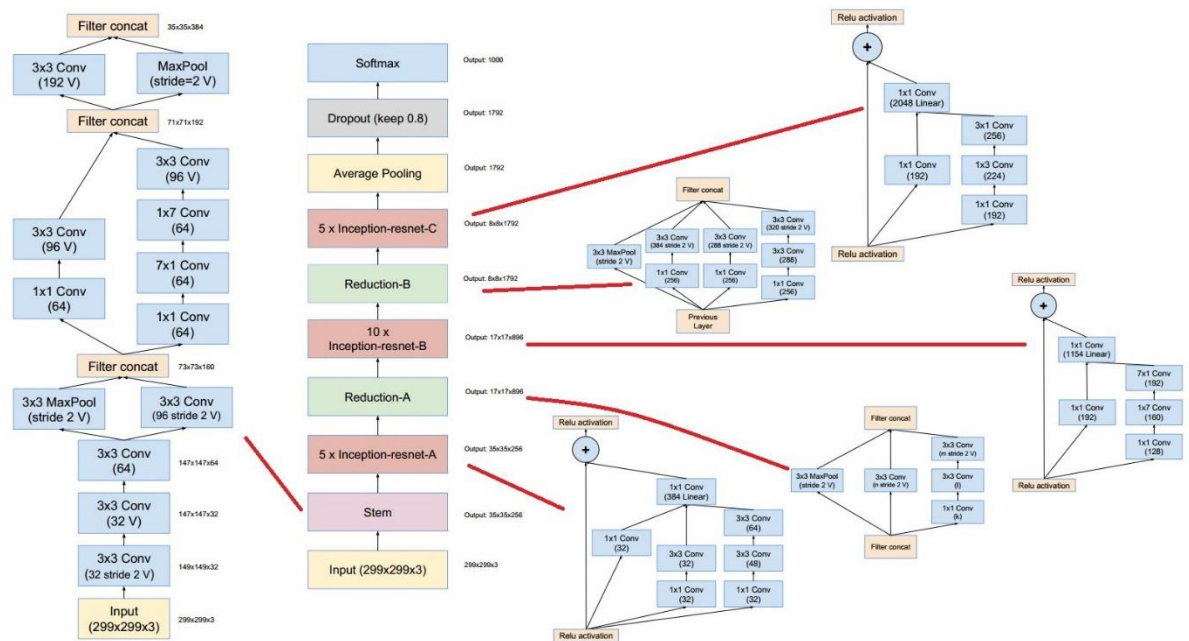 Filter concat
35x35x384
3x3 Conv
(192 V)
MaxPool
(stride=2 V)
Filter concat
71x71x192
3x3 Conv
(96 V)
1x7 Conv
(64)
3x3 Conv
(96 V)
7x1 Conv
(64)
1x1 Conv
(64)
1x1 Conv
(64)
Filter concat
73x73x160
3x3 MaxPool
(stride 2 V)
3x3 Conv
(96 stride 2 V)
3x3 Conv
(64)
147x147x64
3x3 Conv
(32 V)
147x147x32
3x3 Conv
(32 stride 2 V)
149x149x32
Input
(299x299x3)
299x299x3
Softmax
Output: 1000
Dropout (keep 0.8)
Output: 1792
Average Pooling
Output: 1792
5 x Inception-resnet-C
Output: 8x8x1792
Reduction-B
Output: 8x8x1792
10 x
Inception-resnet-B
Output: 17x17x896
Reduction-A
Output: 17x17x896
5 x Inception-resnet-A
Output: 35x35x256
Stem
Output: 35x35x256
Input (299x299x3)
299x299x3
Relu activation
+
1x1 Conv
(2048 Linear)
3x1 Conv
(256)
1x1 Conv
(192)
1x3 Conv
(224)
1x1 Conv
(192)
Relu activation
Filter concat
3x3 MaxPool
(stride 2 V)
3x3 Conv
(384 stride 2 V)
3x3 Conv
(288 stride 2 V)
3x3 Conv
(320 stride 2 V)
3x3 Conv
(288)
1x1 Conv
(256)
1x1 Conv
(256)
1x1 Conv
(256)
Previous
Layer
Relu activation
+
1x1 Conv
(1154 Linear)
7x1 Conv
(192)
1x1 Conv
(192)
1x7 Conv
(160)
1x1 Conv
(128)
Relu activation
Filter concat
3x3 MaxPool
(stride 2 V)
3x3 Conv
(n stride 2 V)
3x3 Conv
(m stride 2 V)
3x3 Conv
(l)
1x1 Conv
(k)
Filter concat
Relu activation
+
1x1 Conv
(384 Linear)
1x1 Conv
(32)
3x3 Conv
(32)
1x1 Conv
(32)
3x3 Conv
(64)
3x3 Conv
(48)
1x1 Conv
(32)
Relu activation